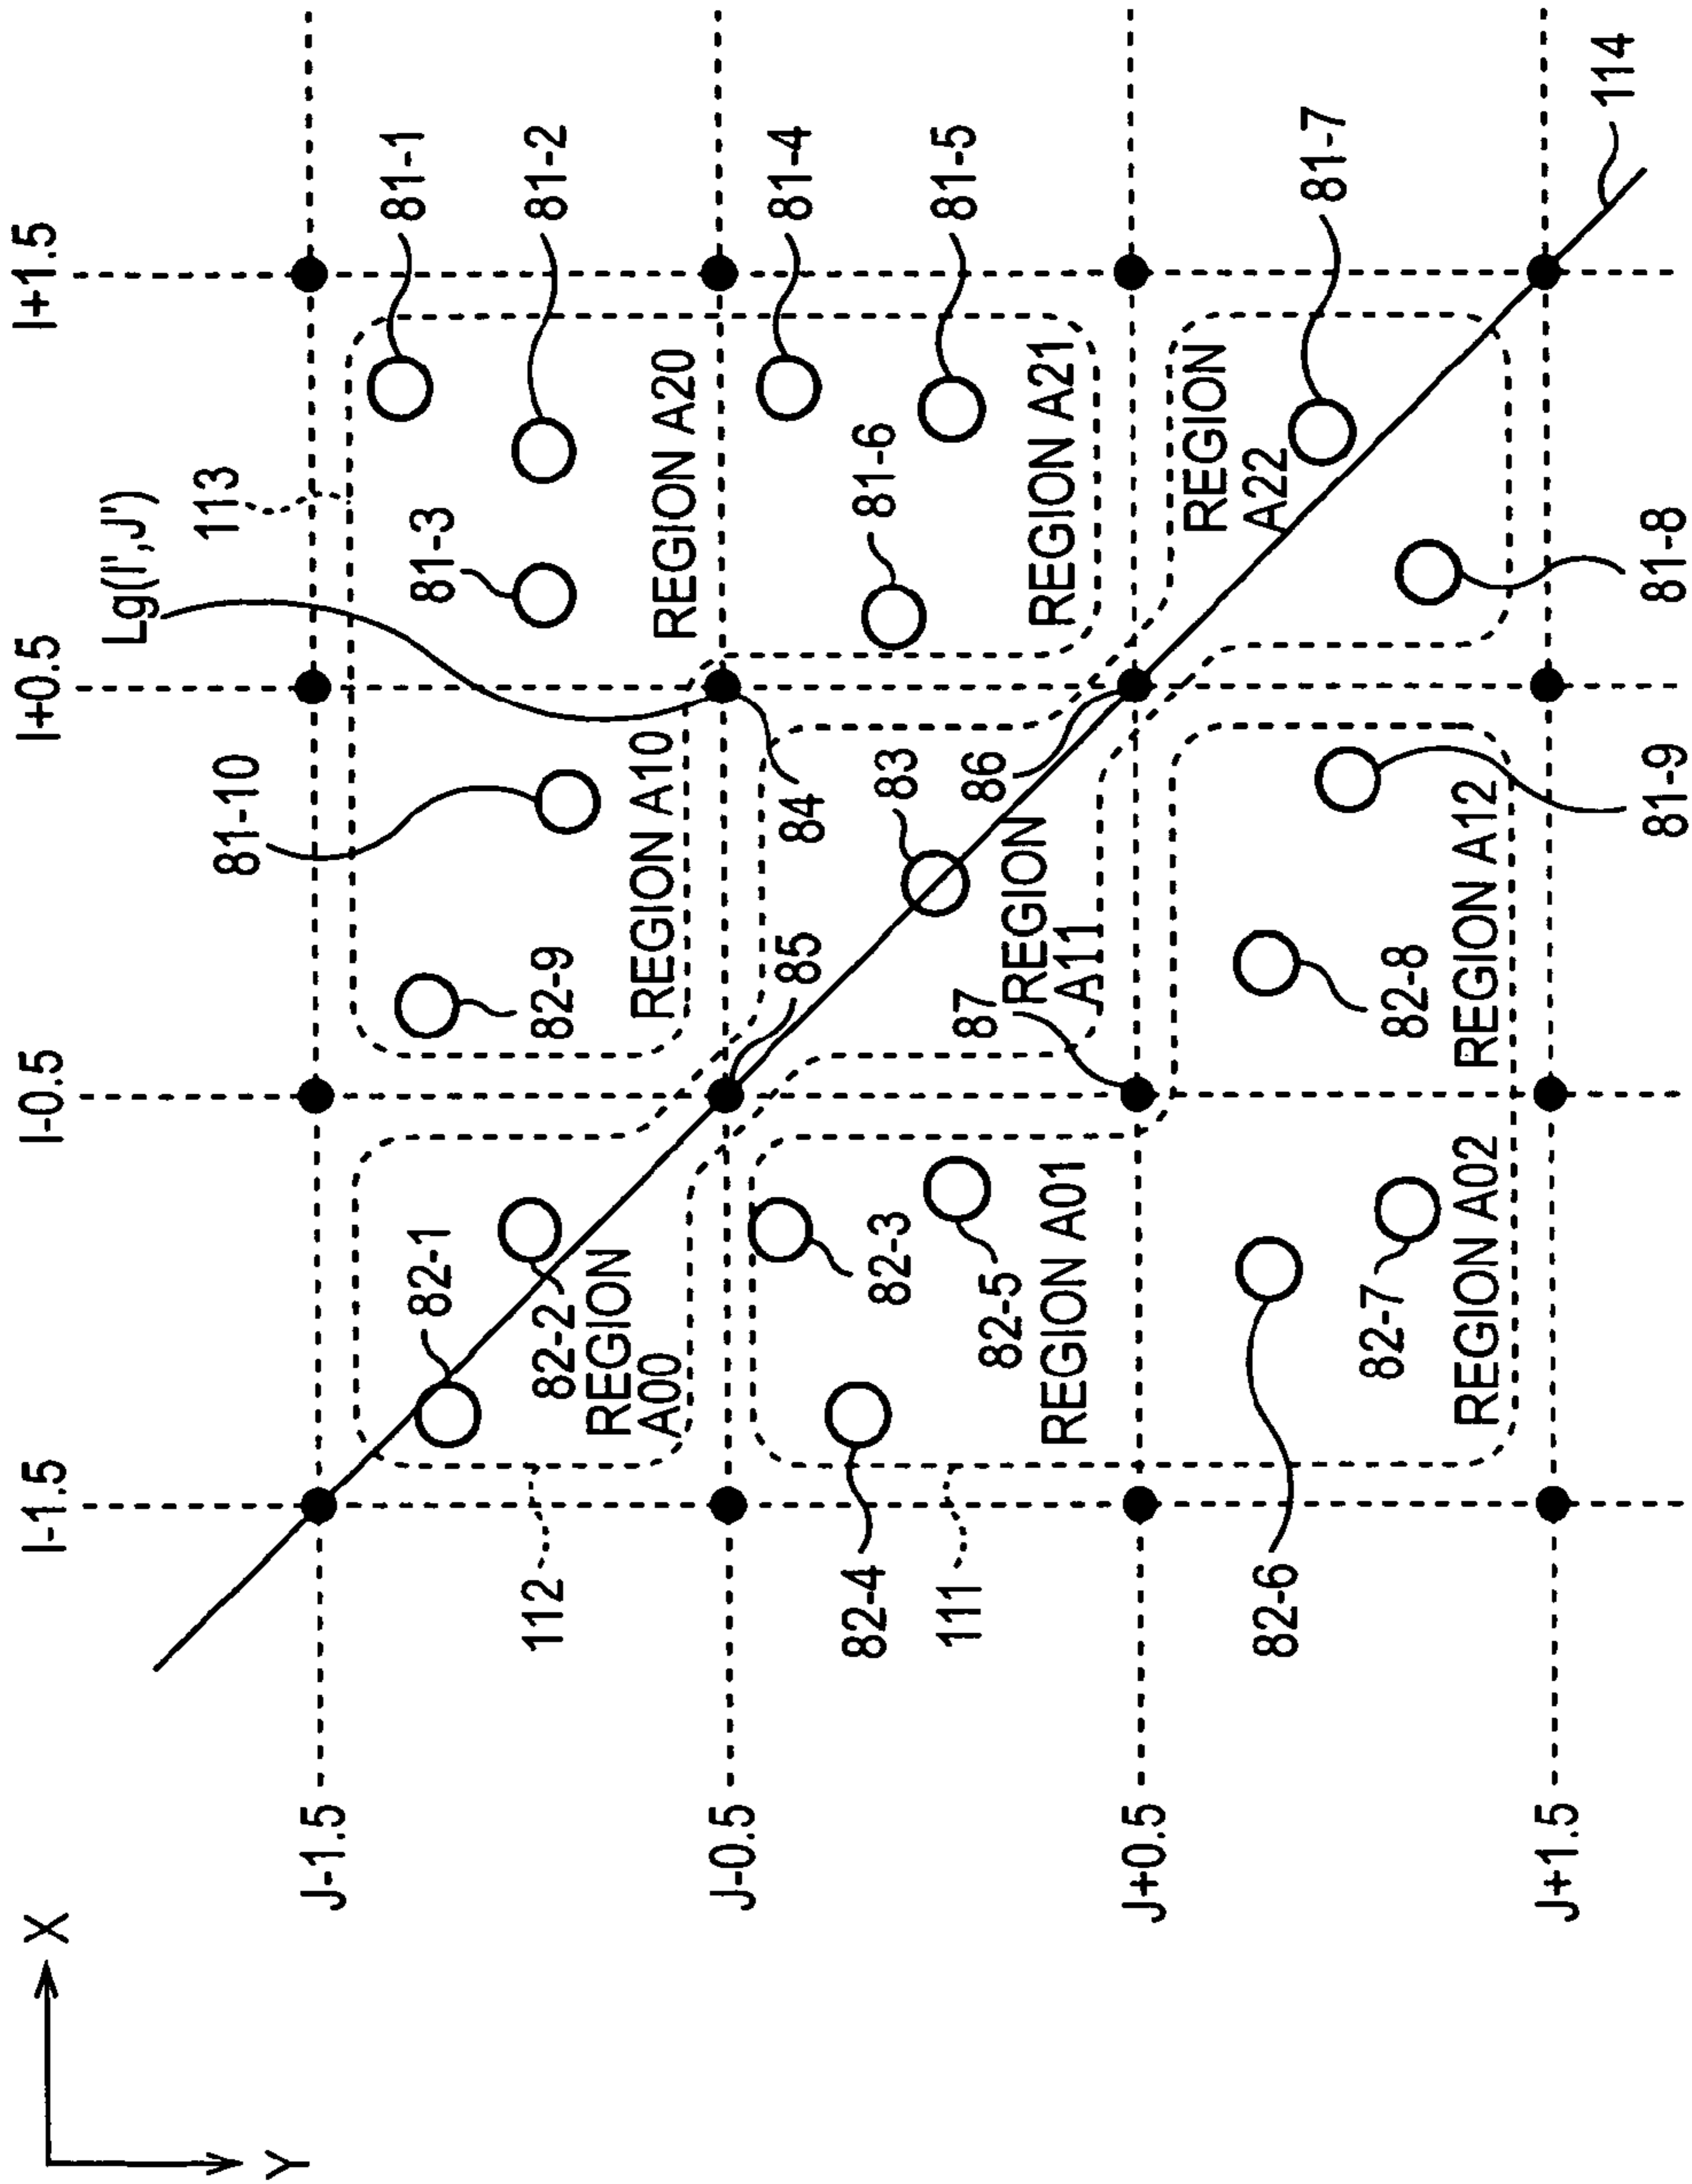 X
I-1.5
I-0.5
I+0.5
I+1.5
Lg(I',J')
113
81-10
Y
J-1.5
82-1
81-3
81-1
112
82-2
82-9
81-2
REGION
A00
REGION A10
REGION A20
J-0.5
85
84
81-4
82-4
82-3
83
81-6
111
87
86
81-5
82-5
REGION A01
REGION
A11
REGION A21
J+0.5
REGION
A22
82-6
81-7
82-7
82-8
REGION A02
REGION A12
J+1.5
114
81-9
81-8